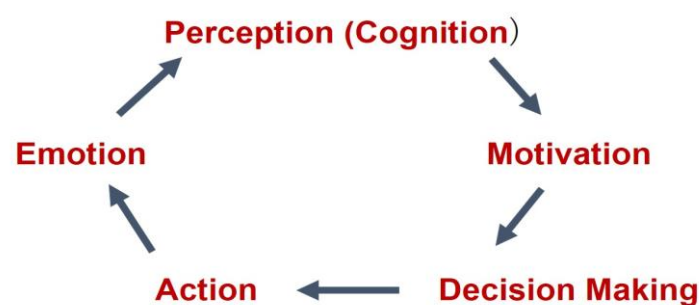 Perception (Cognition）
Emotion
Motivation
Action
Decision Making